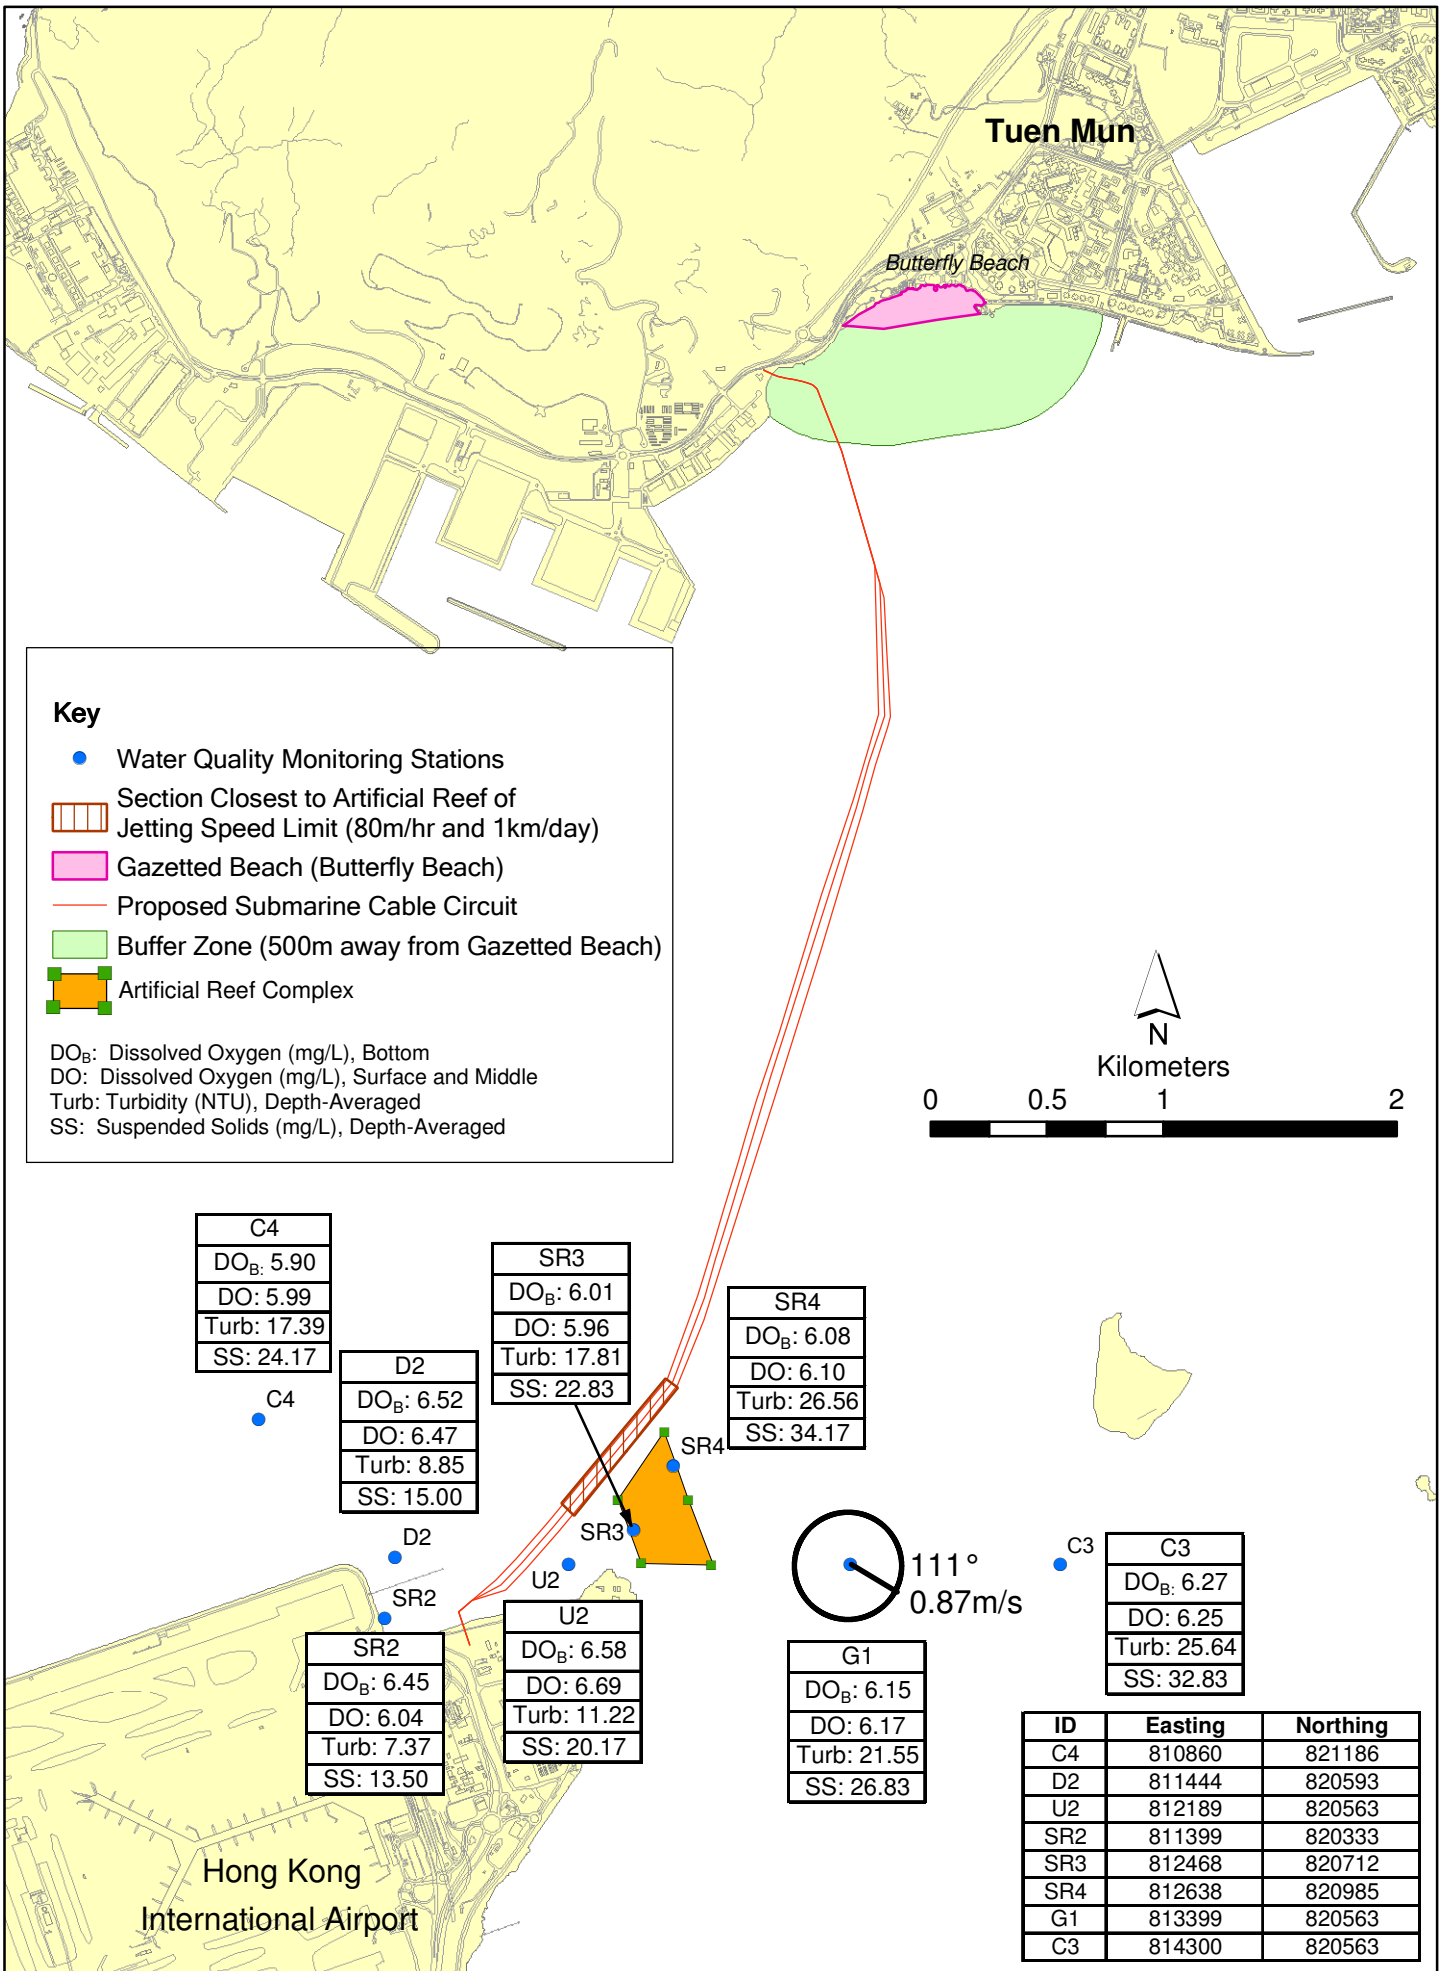 Tuen Mun
Butterfly Beach
Key
Water Quality Monitoring Stations
Section Closest to Artificial Reef of
Jetting Speed Limit (80m/hr and 1km/day)
Gazetted Beach (Butterfly Beach)
Proposed Submarine Cable Circuit
Buffer Zone (500m away from Gazetted Beach)
Artificial Reef Complex
DOB: Dissolved Oxygen (mg/L), Bottom
DO: Dissolved Oxygen (mg/L), Surface and Middle
Turb: Turbidity (NTU), Depth-Averaged
SS: Suspended Solids (mg/L), Depth-Averaged
N
Kilometers
0 0.5 1 2
C4
DOB: 5.90
DO: 5.99
Turb: 17.39
SS: 24.17
C4
SR3
DOB: 6.01
DO: 5.96
Turb: 17.81
SS: 22.83
SR4
DOB: 6.08
DO: 6.10
Turb: 26.56
SS: 34.17
D2
DOB: 6.52
DO: 6.47
Turb: 8.85
SS: 15.00
SR4
SR3
D2
U2
SR2
111°
0.87m/s
C3
C3
DOB: 6.27
DO: 6.25
Turb: 25.64
SS: 32.83
SR2
DOB: 6.45
DO: 6.04
Turb: 7.37
SS: 13.50
U2
DOB: 6.58
DO: 6.69
Turb: 11.22
SS: 20.17
G1
DOB: 6.15
DO: 6.17
Turb: 21.55
SS: 26.83
ID Easting Northing
C4 810860 821186
D2 811444 820593
U2 812189 820563
SR2 811399 820333
SR3 812468 820712
SR4 812638 820985
G1 813399 820563
C3 814300 820563
Hong Kong
International Airport